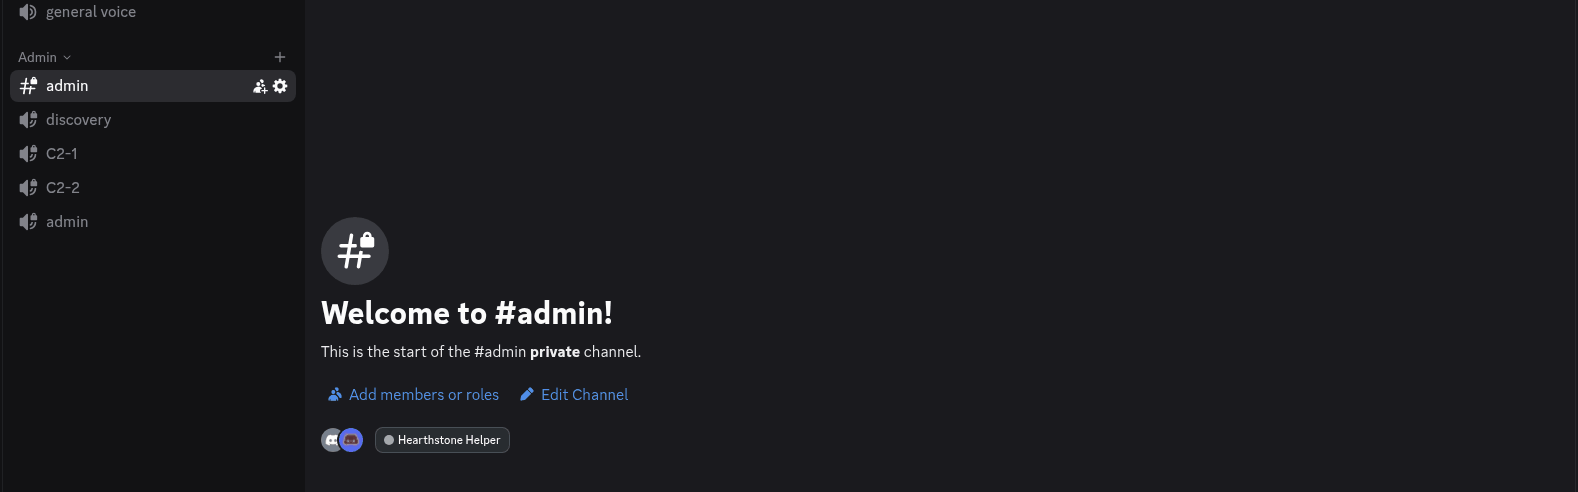 general voice
Admin
admin
discovery
C2-1
C2-2
admin
Welcome to #admin!
This is the start of the #admin private channel.
Add members or roles Edit Channel
Hearthstone Helper